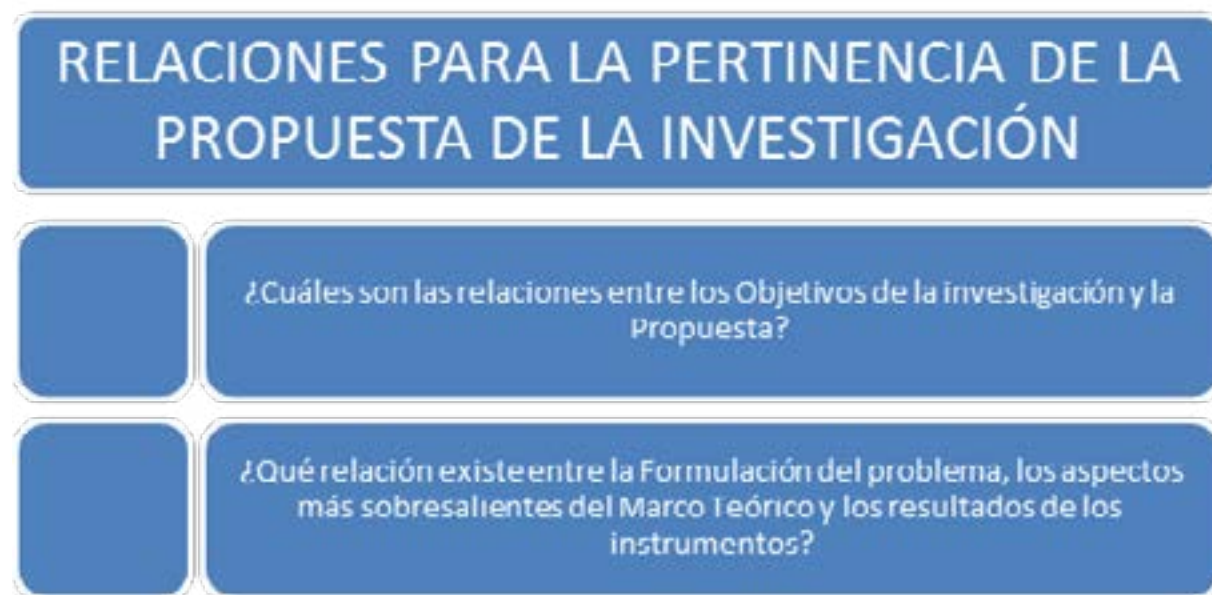 RELACIONES PARA LA PERTINENCIA DE LA
PROPUESTA DE LA INVESTIGACIÓN
¿Cuáles son las relaciones entre los Objetivos de la investigación y la
Propuesta?
¿Qué relación existe entre la Formulación del problema, los aspectos
más sobresalientes del Marco Teórico y los resultados de los
instrumentos?